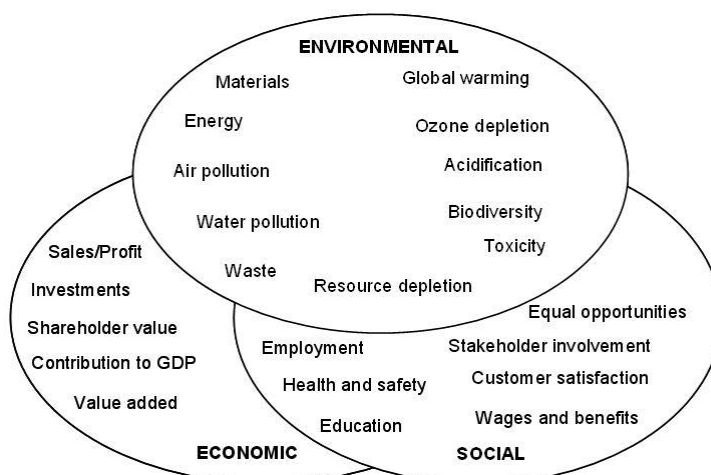 ENVIRONMENTAL
Materials
Global warming
Energy
Ozone depletion
Air pollution
Acidification
Water pollution
Biodiversity
Toxicity
Waste
Resource depletion
Sales/Profit
Investments
Shareholder value
Contribution to GDP
Value added
ECONOMIC
Equal opportunities
Employment
Stakeholder involvement
Health and safety
Customer satisfaction
Education
Wages and benefits
SOCIAL